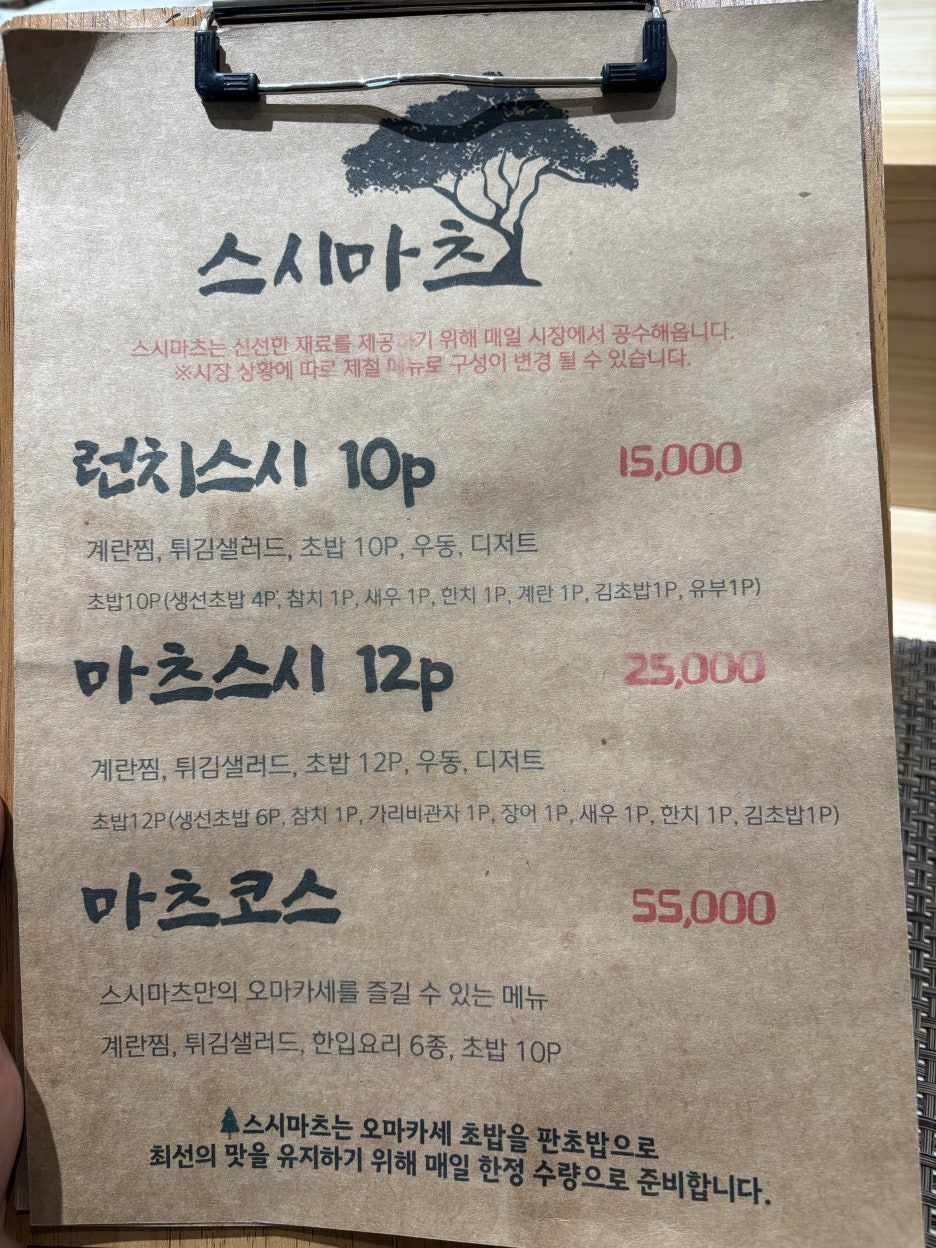 스시마츠
스시마츠는 신선한 재료를 제공하기 위해 매일 시장에서 공수해옵니다.
※시장 상황에 따로 제철 메뉴로 구성이 변경 될 수 있습니다.
런치스시 10p 15,000
계란찜, 튀김샐러드, 초밥 10P, 우동, 디저트
초밥10P(생선초밥 4P, 참치 1P, 새우 1P, 한치 1P, 계란 1P, 김초밥1P, 유부1P)
마츠스시 12p 25,000
계란찜, 튀김샐러드, 초밥 12P, 우동, 디저트
초밥12P(생선초밥 6P, 참치 1P, 가리비관자 1P, 장어 1P, 새우 1P, 한치 1P, 김초밥1P)
마츠코스 55,000
스시마츠만의 오마카세를 즐길 수 있는 메뉴
계란찜, 튀김샐러드, 한입요리 6종, 초밥 10P
스시마츠는 오마카세 초밥을 판초밥으로
최선의 맛을 유지하기 위해 매일 한정 수량으로 준비합니다.